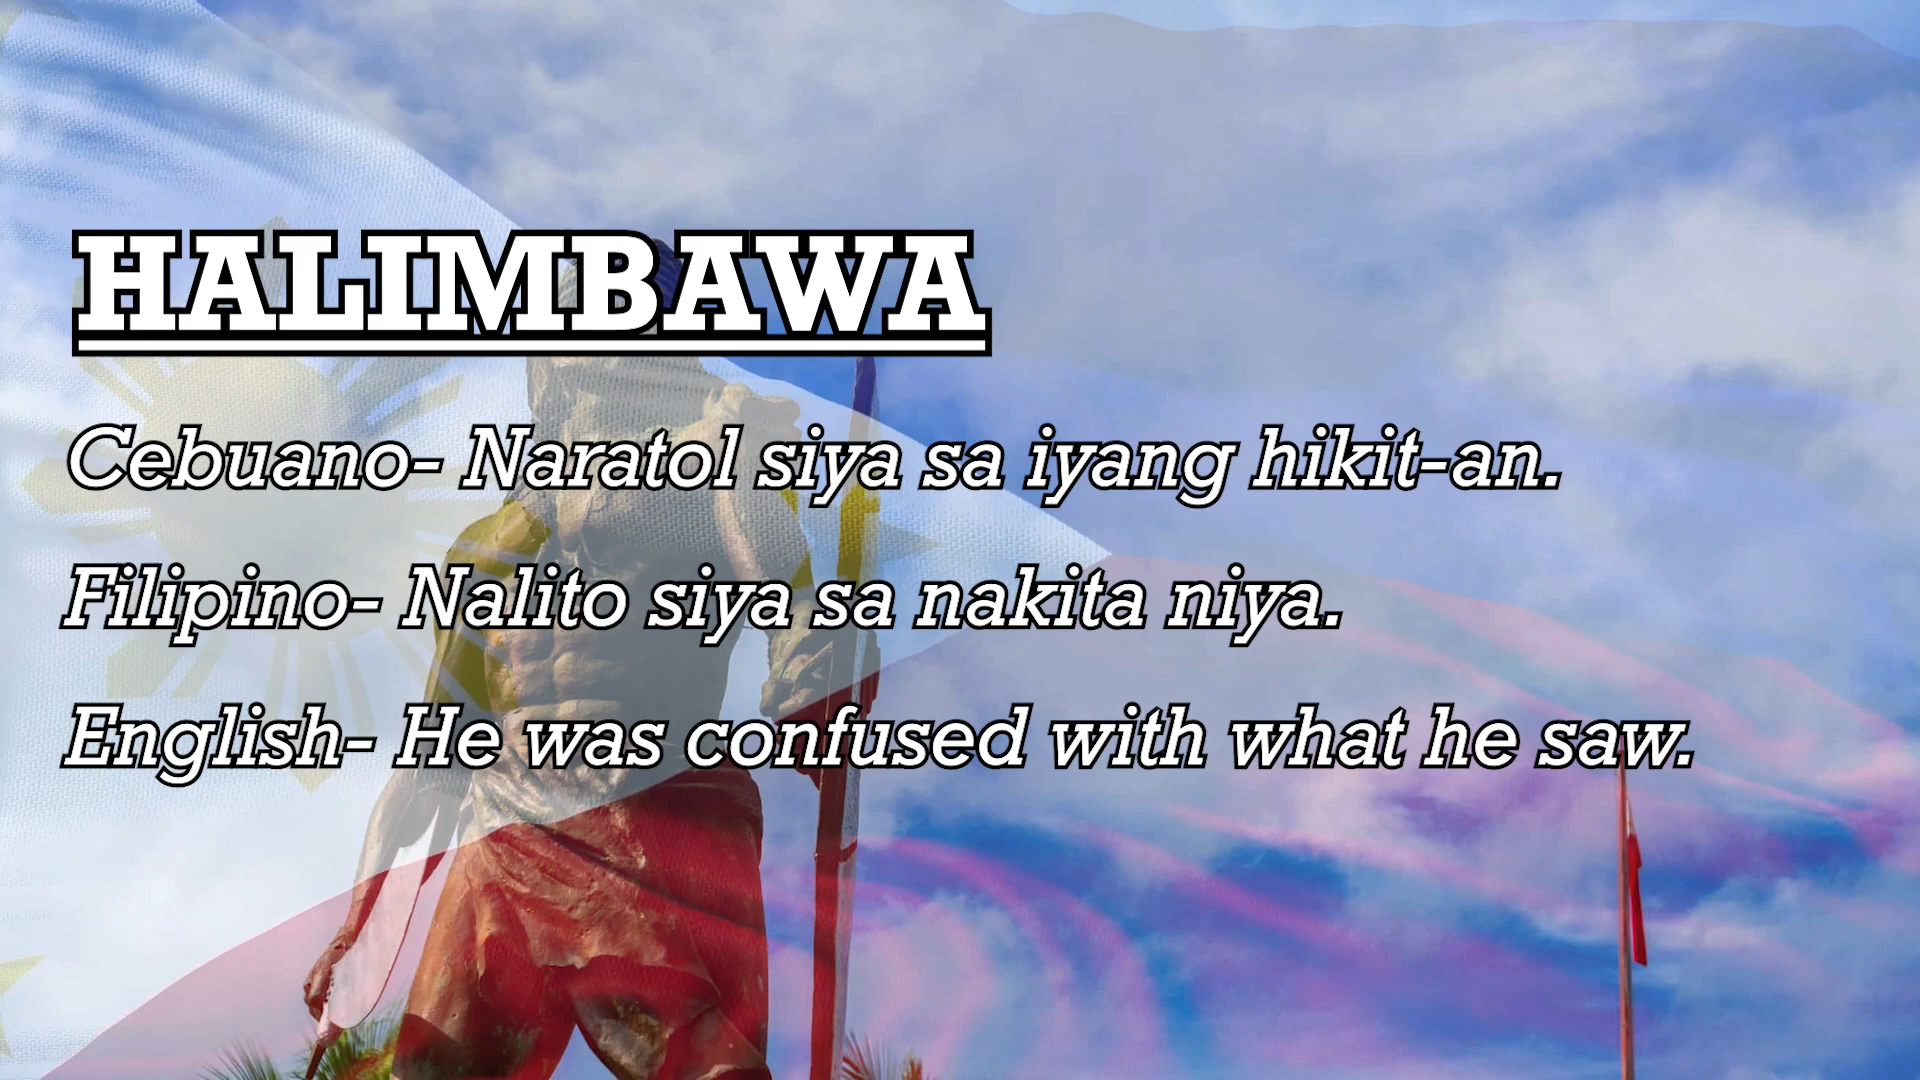 HALIMBAWA
Cebuano- Naratol siya sa iyang hikit-an.
Filipino- Nalito siya sa nakita niya.
English- He was confused with what he saw.